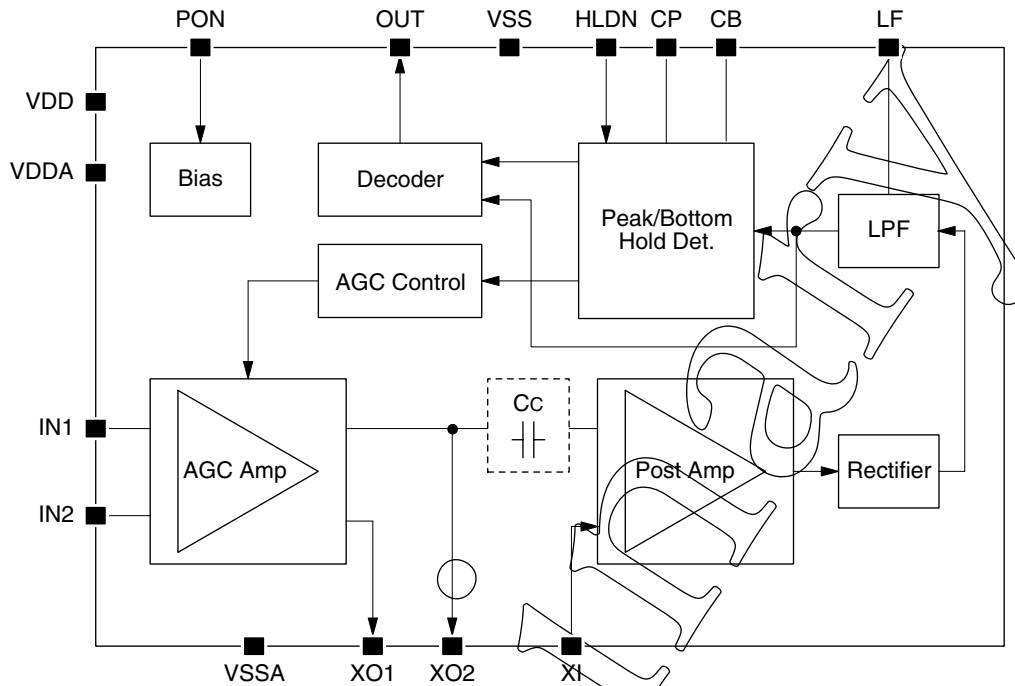 PON OUT VSS HLDN CP CB LF
VDD
VDDA
Bias
Decoder
Peak/Bottom
Hold Det.
LPF
AGC Control
IN1
IN2
AGC Amp
Cc
Post Amp
Rectifier
VSSA XO1 XO2 XI